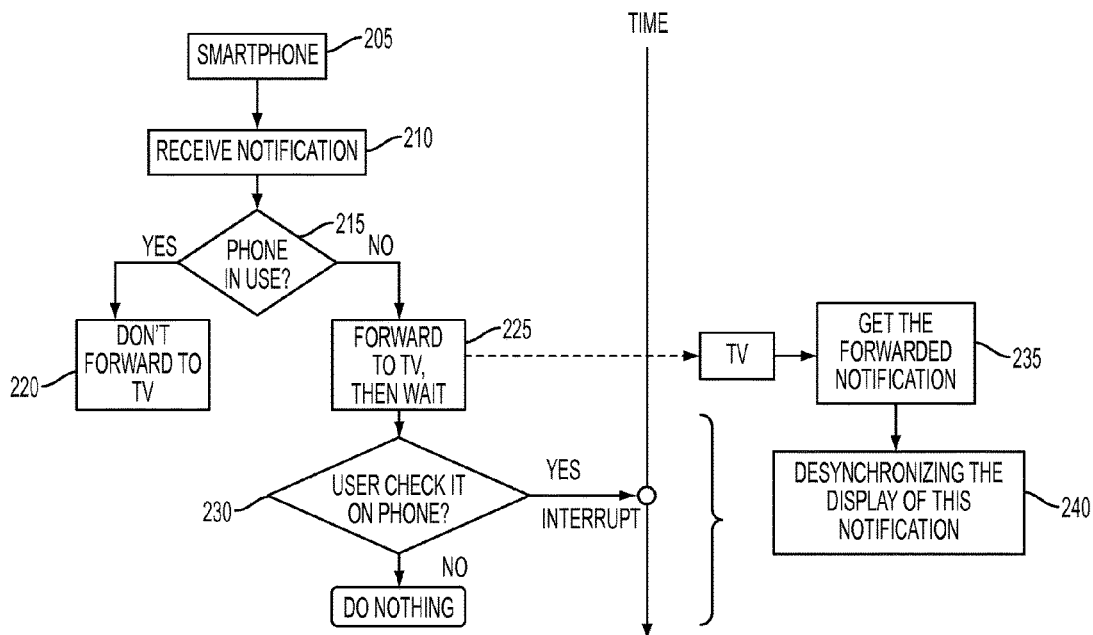 TIME
SMARTPHONE
205
RECEIVE NOTIFICATION
210
215
YES
PHONE
IN USE?
NO
DON'T
FORWARD TO
TV
220
FORWARD
TO TV,
THEN WAIT
225
TV
GET THE
FORWARDED
NOTIFICATION
235
USER CHECK IT
ON PHONE?
230
YES
INTERRUPT
DESYNCHRONIZING THE
DISPLAY OF THIS
NOTIFICATION
240
NO
DO NOTHING